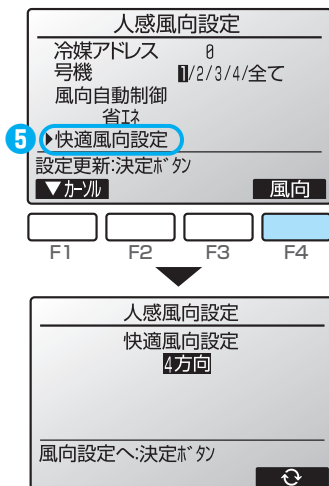 人感風向設定
冷媒アドレス 0
号機 1/2/3/4/全て
風向自動制御
省エネ
5 ▶快適風向設定
設定更新:決定ボタン
▼カーソル 風向
F1 F2 F3 F4
人感風向設定
快適風向設定
4方向
風向設定へ:決定ボタン